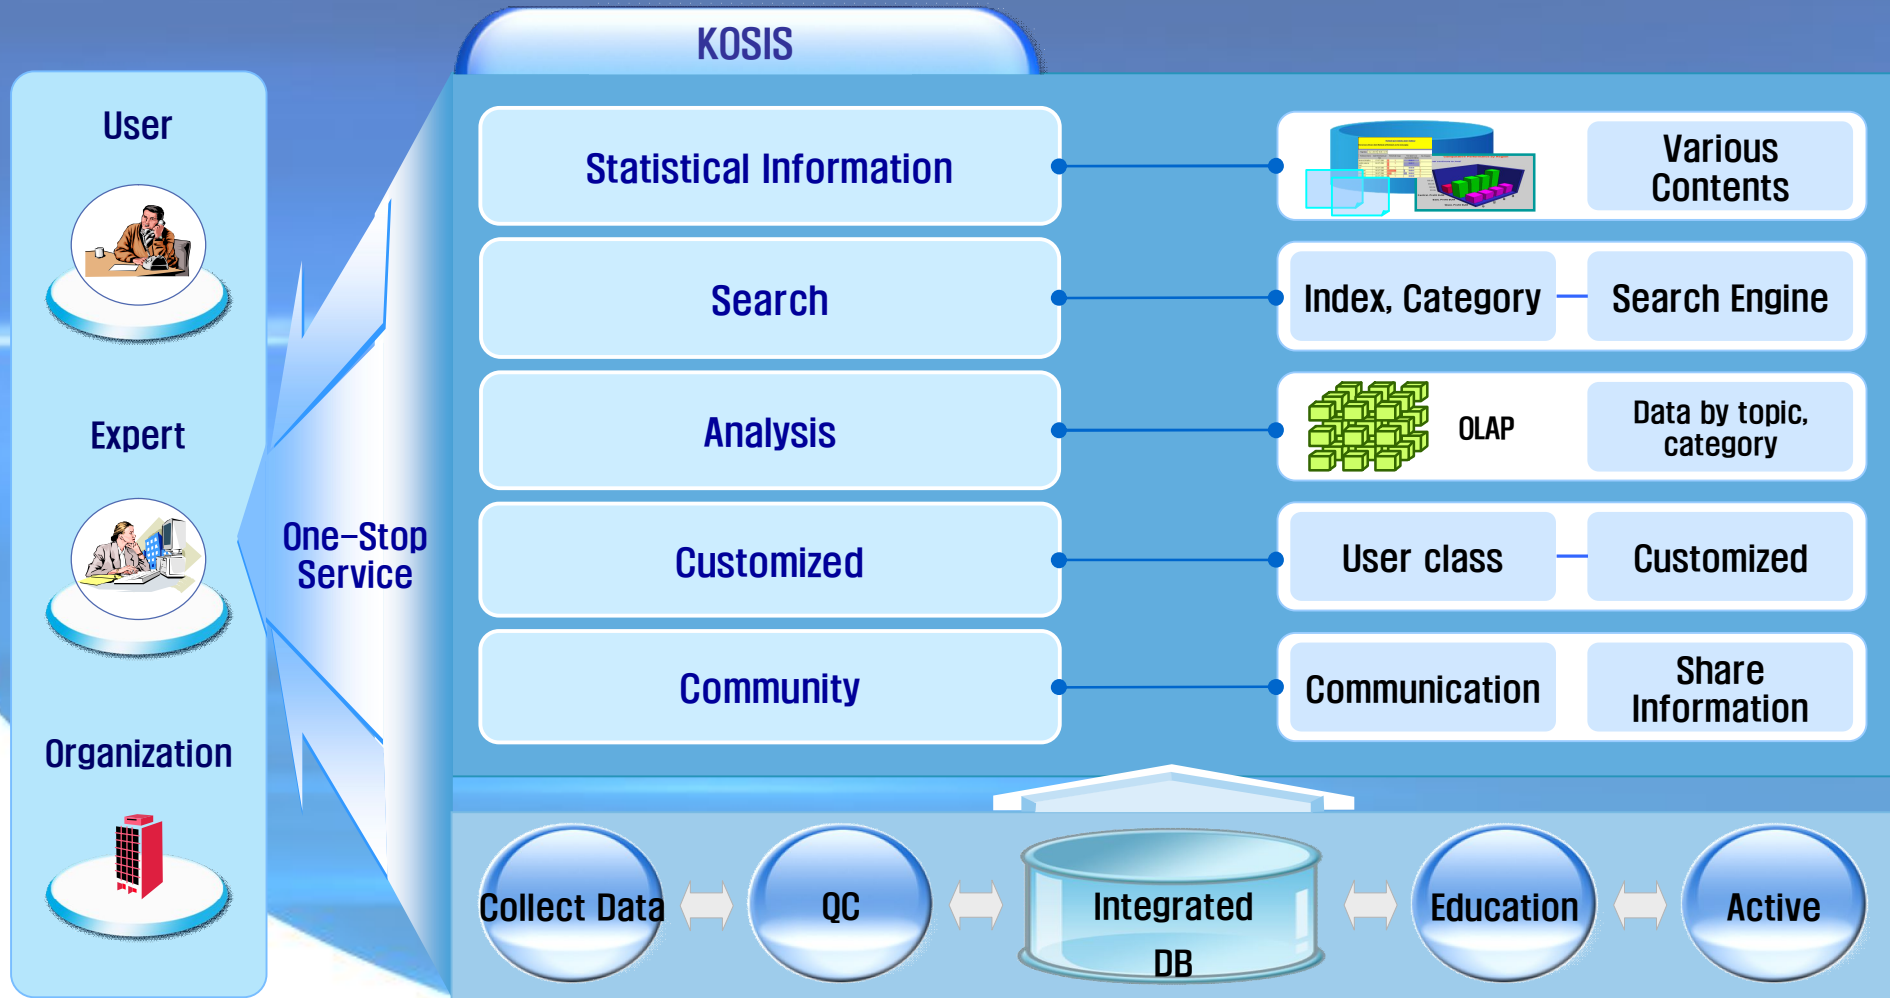 KOSIS
User
Expert
Organization
One-Stop
Service
Statistical Information
Various
Contents
Search
Index, Category
Search Engine
Analysis
OLAP
Data by topic,
category
Customized
User class
Customized
Community
Communication
Share
Information
Collect Data
QC
Integrated
DB
Education
Active